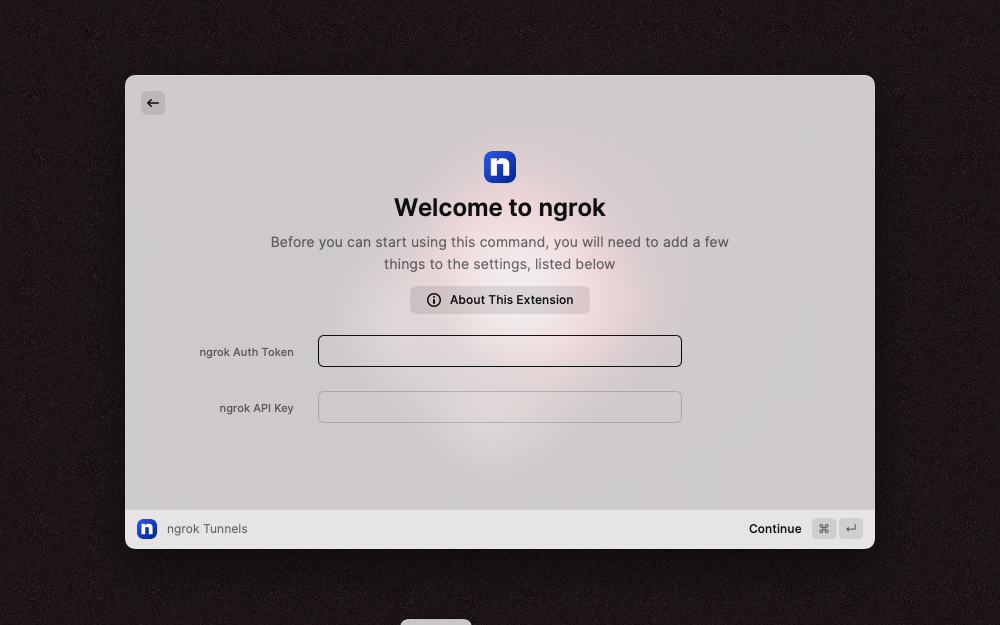 n
Welcome to ngrok
Before you can start using this command, you will need to add a few
things to the settings, listed below
About This Extension
ngrok Auth Token
ngrok API Key
n ngrok Tunnels
Continue ⌘ ↵